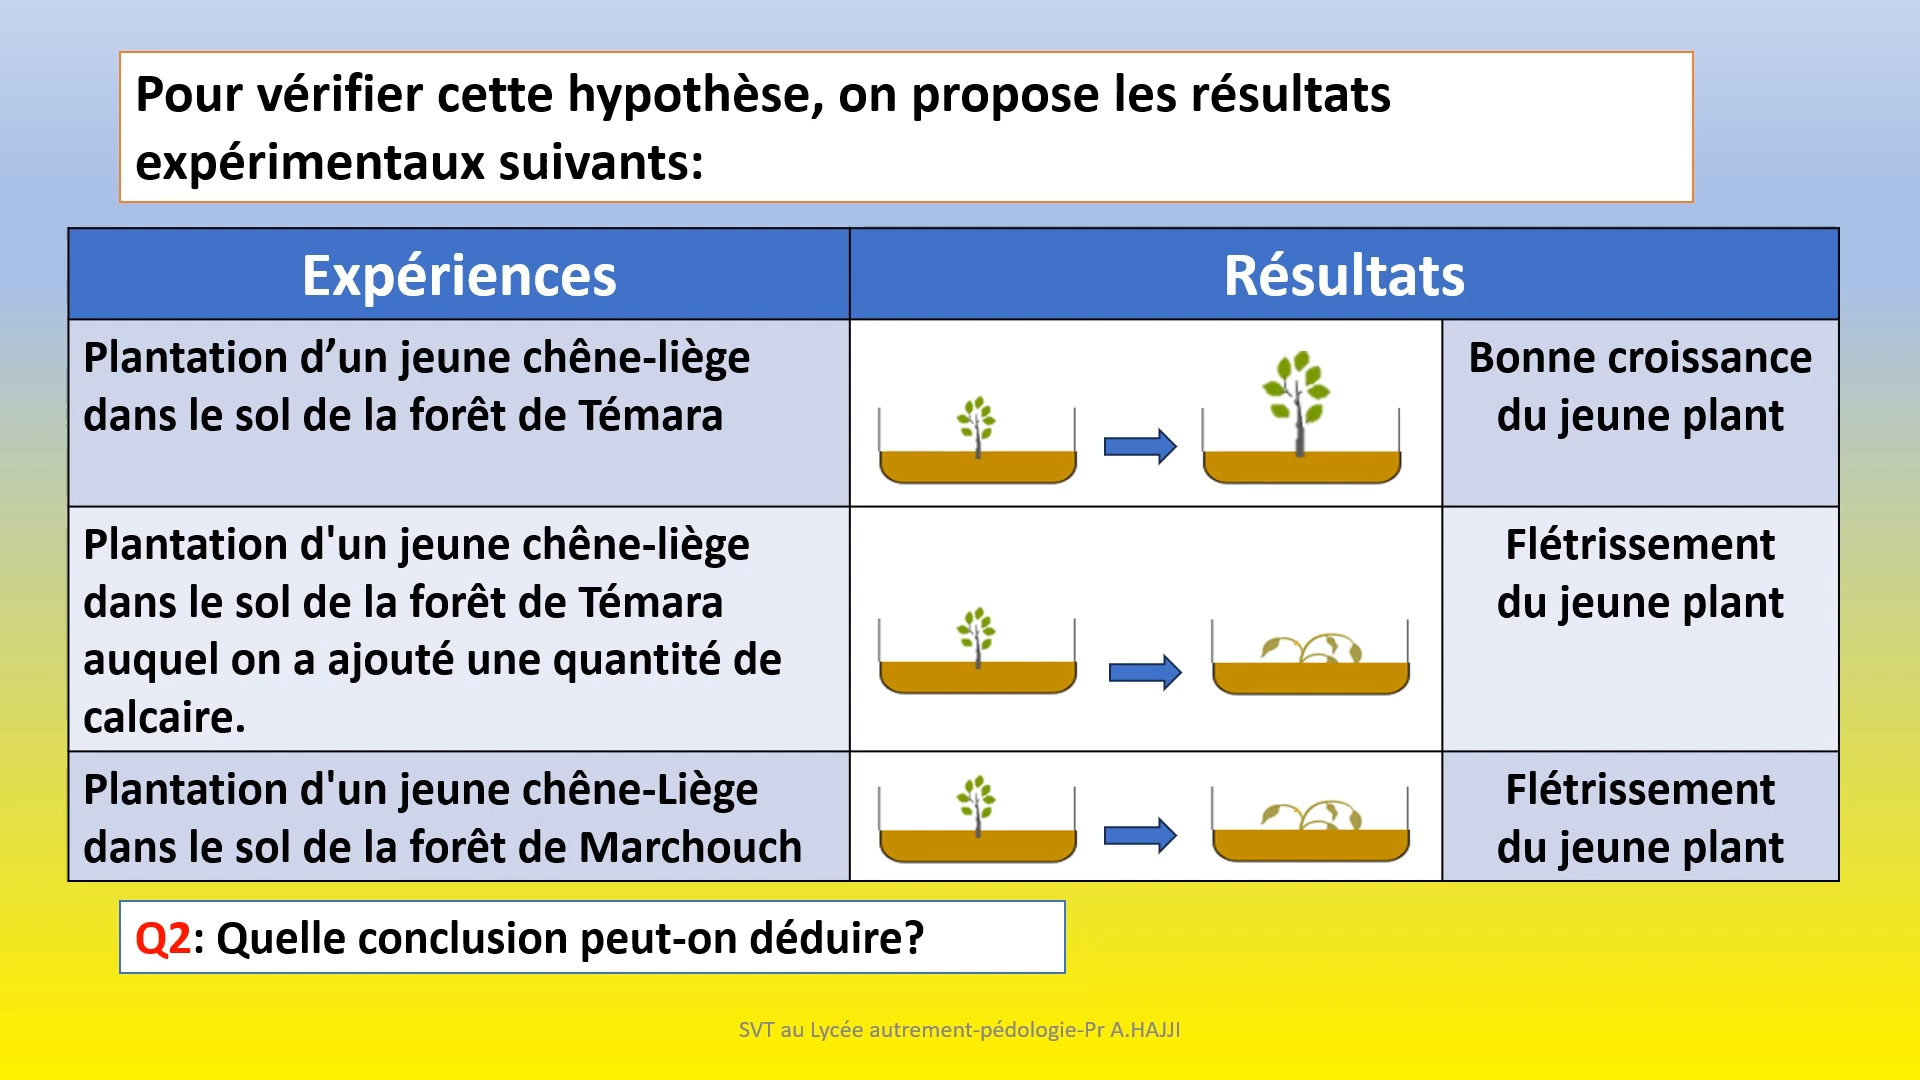 Pour vérifier cette hypothèse, on propose les résultats
expérimentaux suivants:
Expériences
Résultats
Plantation d’un jeune chêne-liège
dans le sol de la forêt de Témara
Bonne croissance
du jeune plant
Plantation d'un jeune chêne-liège
dans le sol de la forêt de Témara
auquel on a ajouté une quantité de
calcaire.
Flétrissement
du jeune plant
Plantation d'un jeune chêne-Liège
dans le sol de la forêt de Marchouch
Flétrissement
du jeune plant
Q2: Quelle conclusion peut-on déduire?
SVT au Lycée autrement-pédologie-Pr A.HAJJI